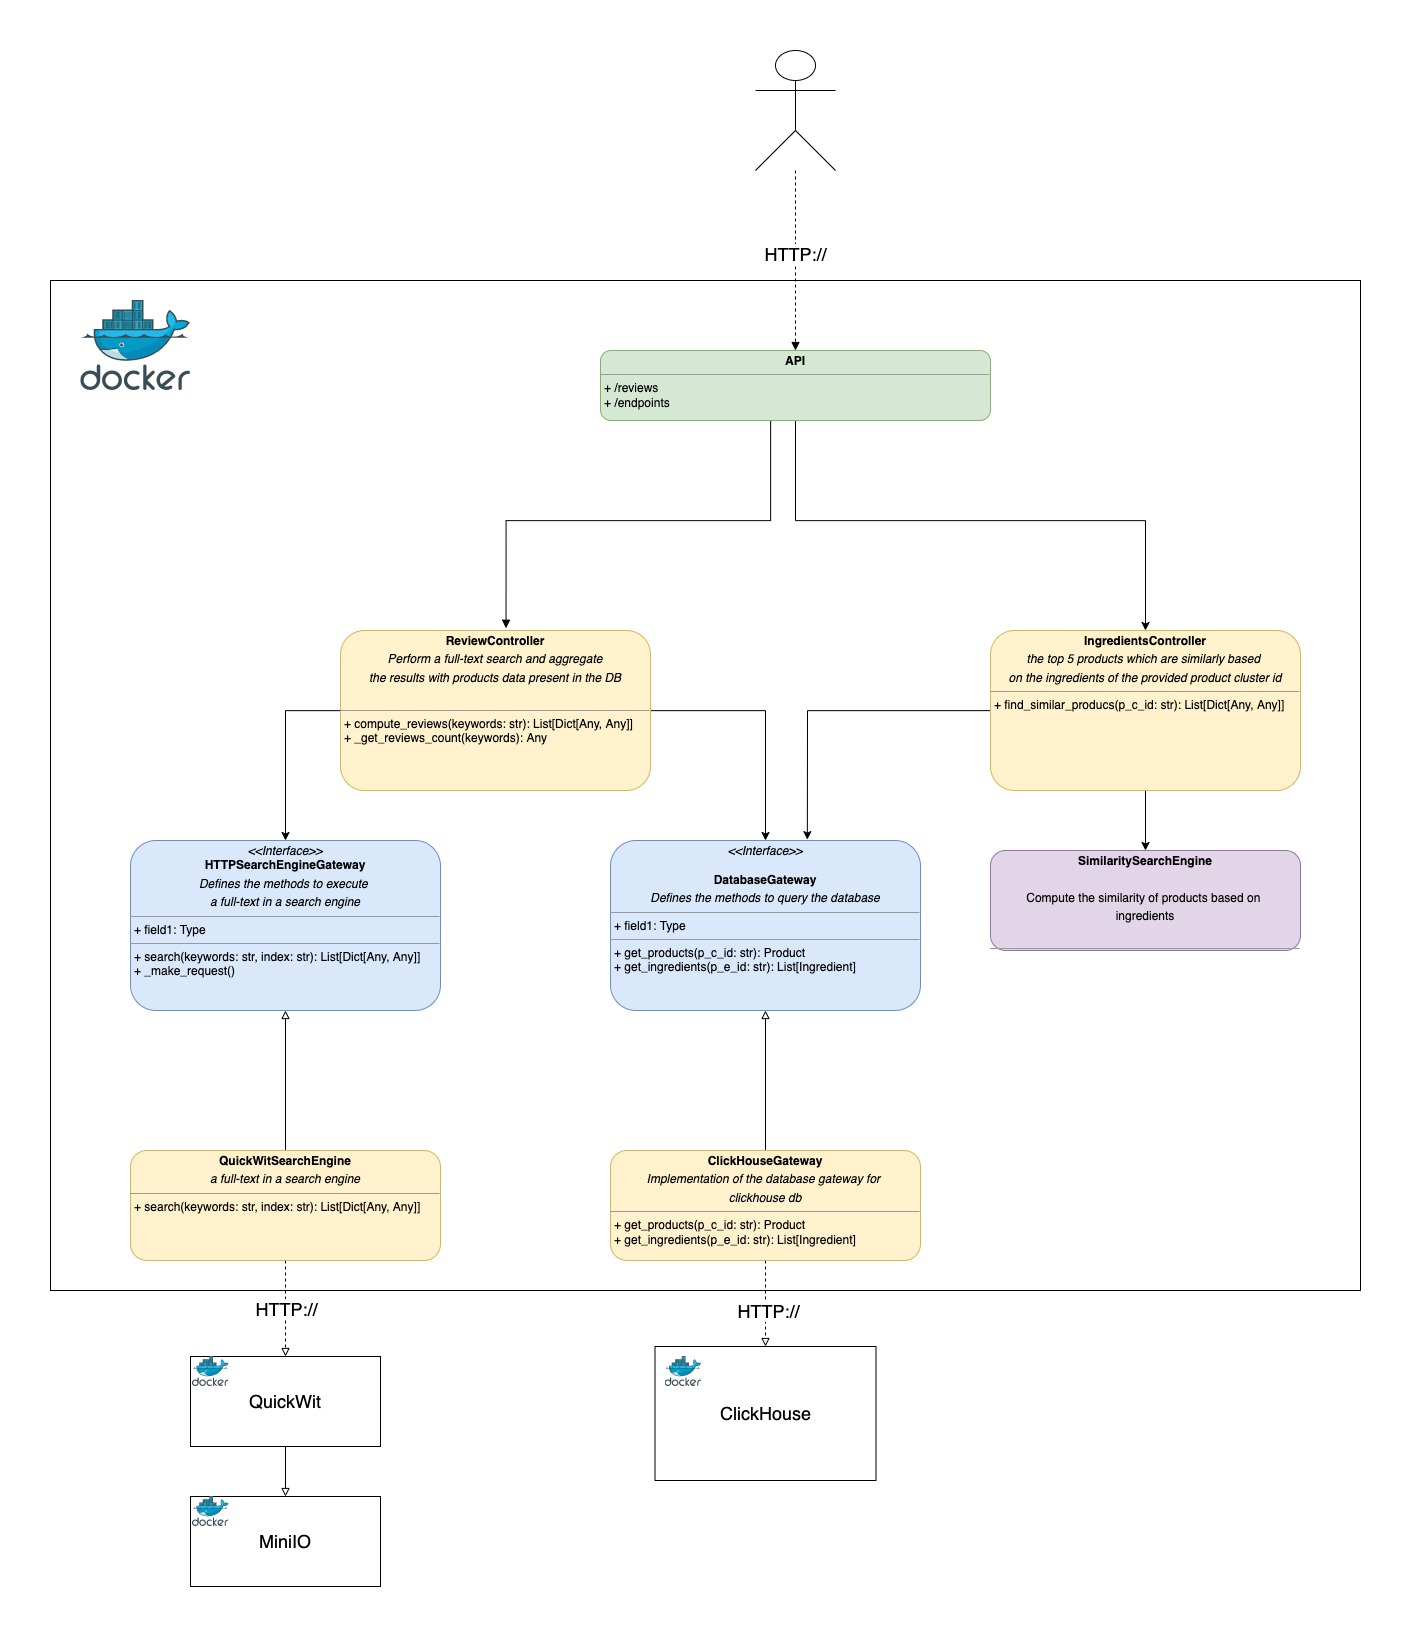 HTTP://
docker
API
+ /reviews
+ /endpoints
ReviewController
Perform a full-text search and aggregate
the results with products data present in the DB
+ compute_reviews(keywords: str): List[Dict[Any, Any]]
+ _get_reviews_count(keywords): Any
IngredientsController
the top 5 products which are similarly based
on the ingredients of the provided product cluster id
+ find_similar_producs(p_c_id: str): List[Dict[Any, Any]]
<<Interface>>
HTTPSearchEngineGateway
Defines the methods to execute
a full-text in a search engine
+ field1: Type
+ search(keywords: str, index: str): List[Dict[Any, Any]]
+ _make_request()
<<Interface>>
DatabaseGateway
Defines the methods to query the database
+ field1: Type
+ get_products(p_c_id: str): Product
+ get_ingredients(p_e_id: str): List[Ingredient]
SimilaritySearchEngine
Compute the similarity of products based on
ingredients
QuickWitSearchEngine
a full-text in a search engine
+ search(keywords: str, index: str): List[Dict[Any, Any]]
ClickHouseGateway
Implementation of the database gateway for
clickhouse db
+ get_products(p_c_id: str): Product
+ get_ingredients(p_e_id: str): List[Ingredient]
HTTP://
HTTP://
docker
QuickWit
docker
ClickHouse
docker
MiniIO